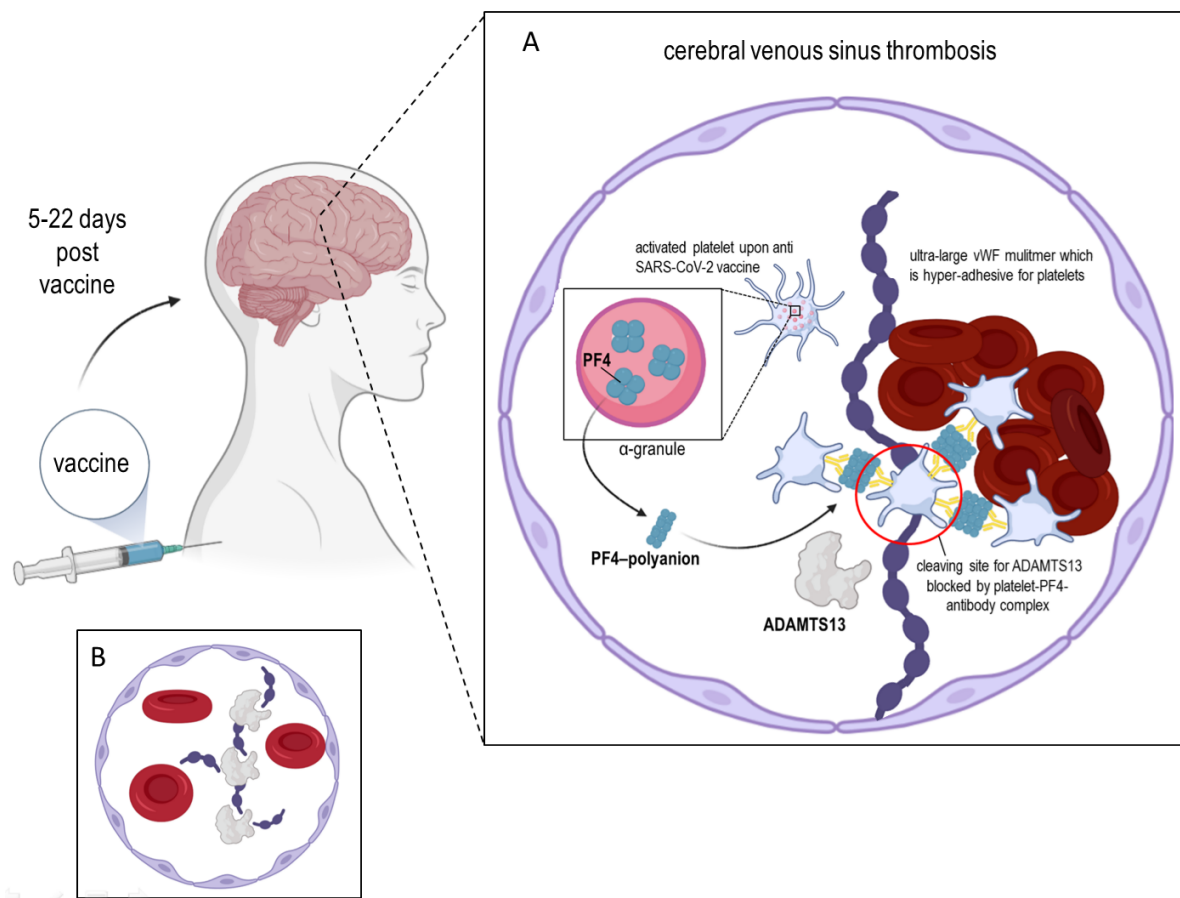 A
cerebral venous sinus thrombosis
5-22 days
post
vaccine
vaccine
activated platelet upon anti
SARS-CoV-2 vaccine
ultra-large vWF mulitmer which
is hyper-adhesive for platelets
PF4
α-granule
PF4–polyanion
ADAMTS13
cleaving site for ADAMTS13
blocked by platelet-PF4-
antibody complex
B